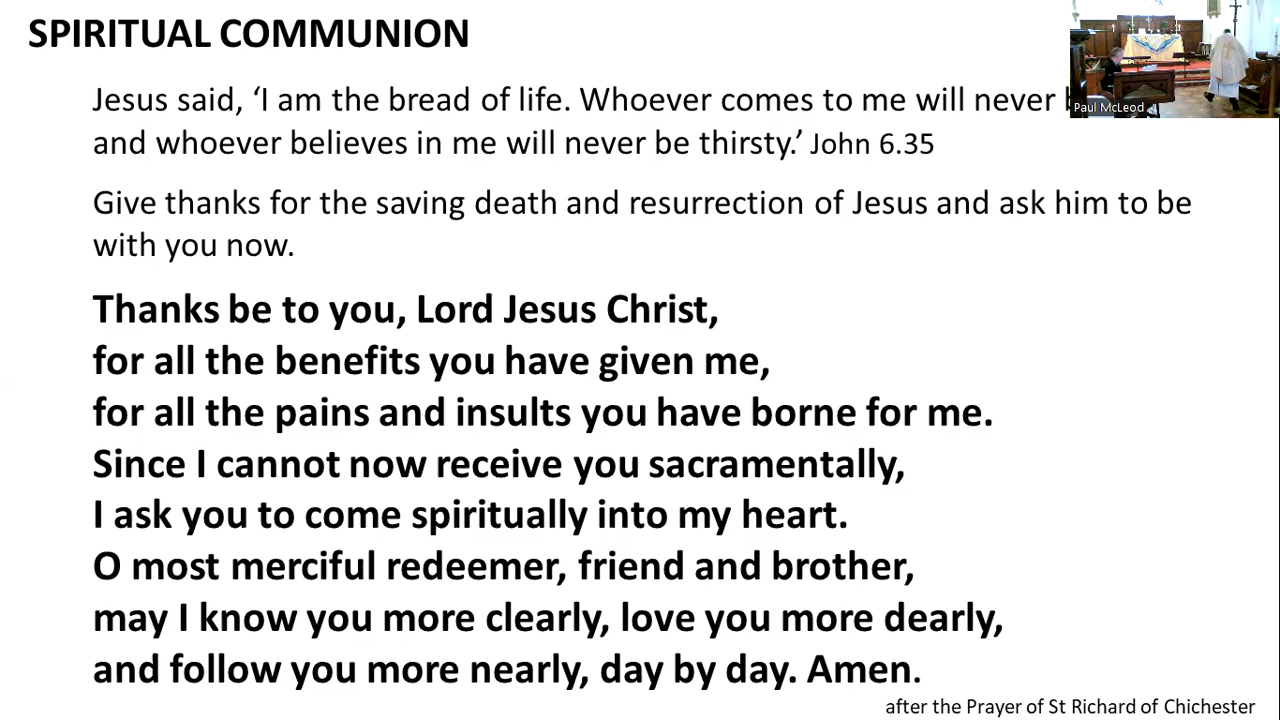 SPIRITUAL COMMUNION
Jesus said, ‘I am the bread of life. Whoever comes to me will never
Paul McLeod
and whoever believes in me will never be thirsty.’ John 6.35
Give thanks for the saving death and resurrection of Jesus and ask him to be
with you now.
Thanks be to you, Lord Jesus Christ,
for all the benefits you have given me,
for all the pains and insults you have borne for me.
Since I cannot now receive you sacramentally,
I ask you to come spiritually into my heart.
O most merciful redeemer, friend and brother,
may I know you more clearly, love you more dearly,
and follow you more nearly, day by day. Amen.
after the Prayer of St Richard of Chichester